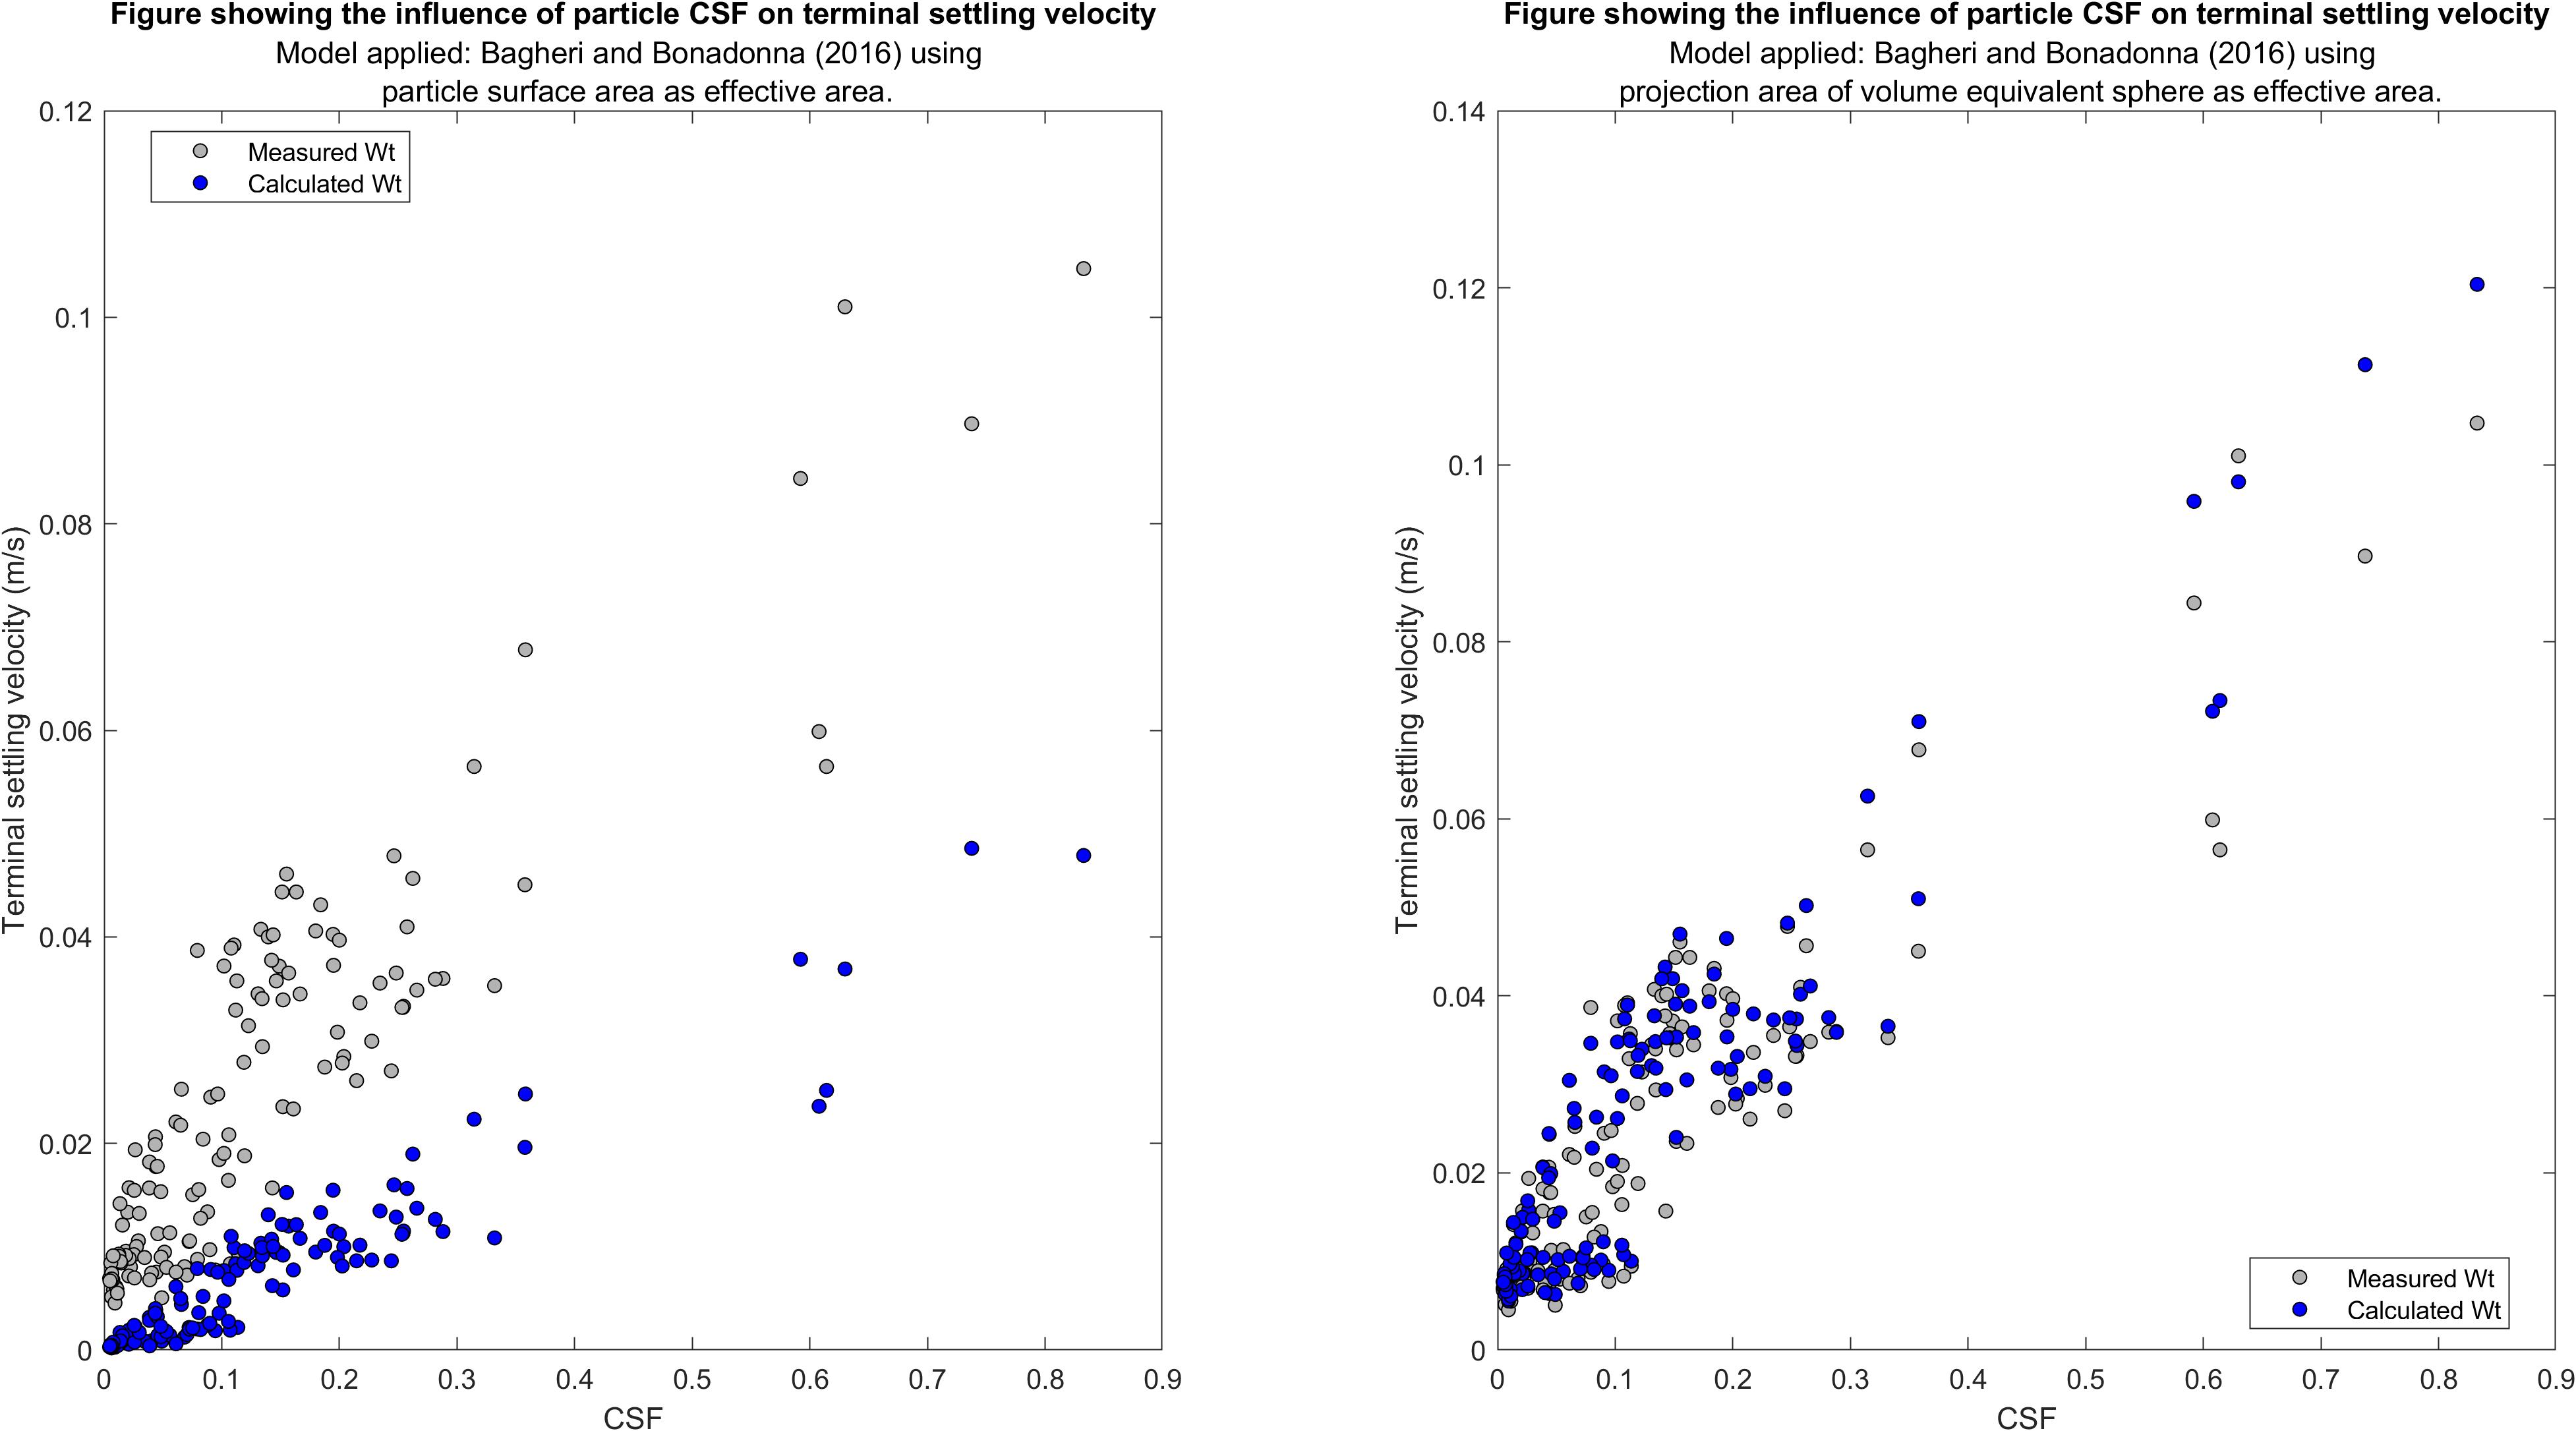 Figure showing the influence of particle CSF on terminal settling velocity
Model applied: Bagheri and Bonadonna (2016) using
particle surface area as effective area.
0.12
0.1
0.08
0.06
0.04
0.02
0
Terminal settling velocity (m/s)
Measured Wt
Calculated Wt
0 0.1 0.2 0.3 0.4 0.5 0.6 0.7 0.8 0.9
CSF
Figure showing the influence of particle CSF on terminal settling velocity
Model applied: Bagheri and Bonadonna (2016) using
projection area of volume equivalent sphere as effective area.
0.14
0.12
0.1
0.08
0.06
0.04
0.02
0
Terminal settling velocity (m/s)
Measured Wt
Calculated Wt
0 0.1 0.2 0.3 0.4 0.5 0.6 0.7 0.8 0.9
CSF